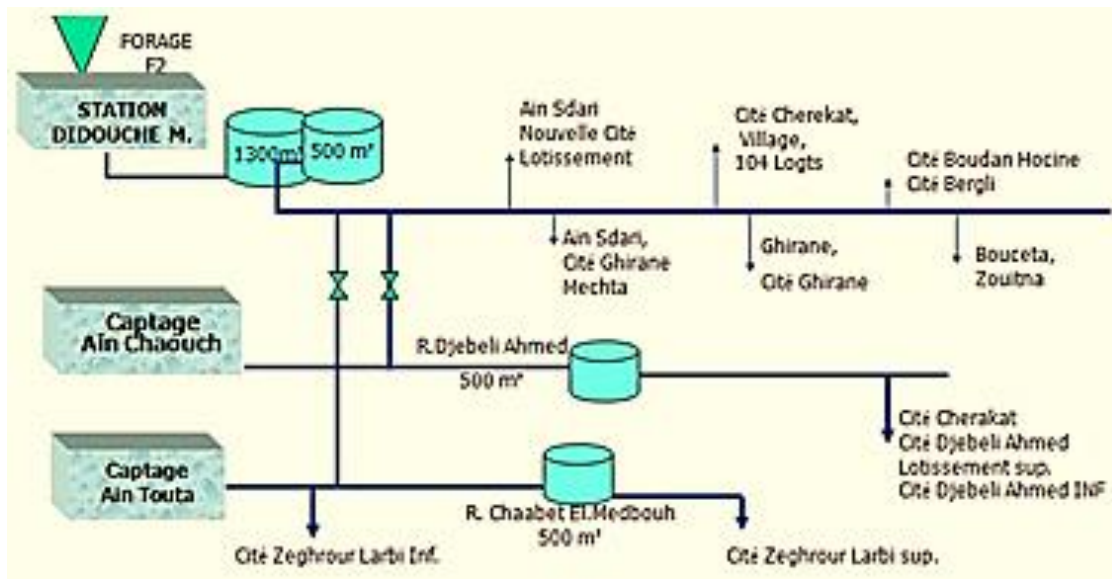 FORAGE
F2
STATION
DIDOUCHE M.
1300m³
500 m³
Ain Sdari
Nouvelle Cité
Lotissement
Cité Cherekat,
Village,
104 Logts
Cité Boudan Hocine
Cité Bergli
Ain Sdari,
Cité Ghirane
Mechta
Ghirane,
Cité Ghirane
Bouceta,
Zouitna
Captage
Ain Chaouch
R.Djebeli Ahmed
500 m³
Cité Cherakat
Cité Djebeli Ahmed
Lotissement sup.
Cité Djebeli Ahmed INF
Captage
Ain Touta
R. Chaabet El.Medbouh
500 m³
Cité Zeghrour Larbi Inf.
Cité Zeghrour Larbi sup.